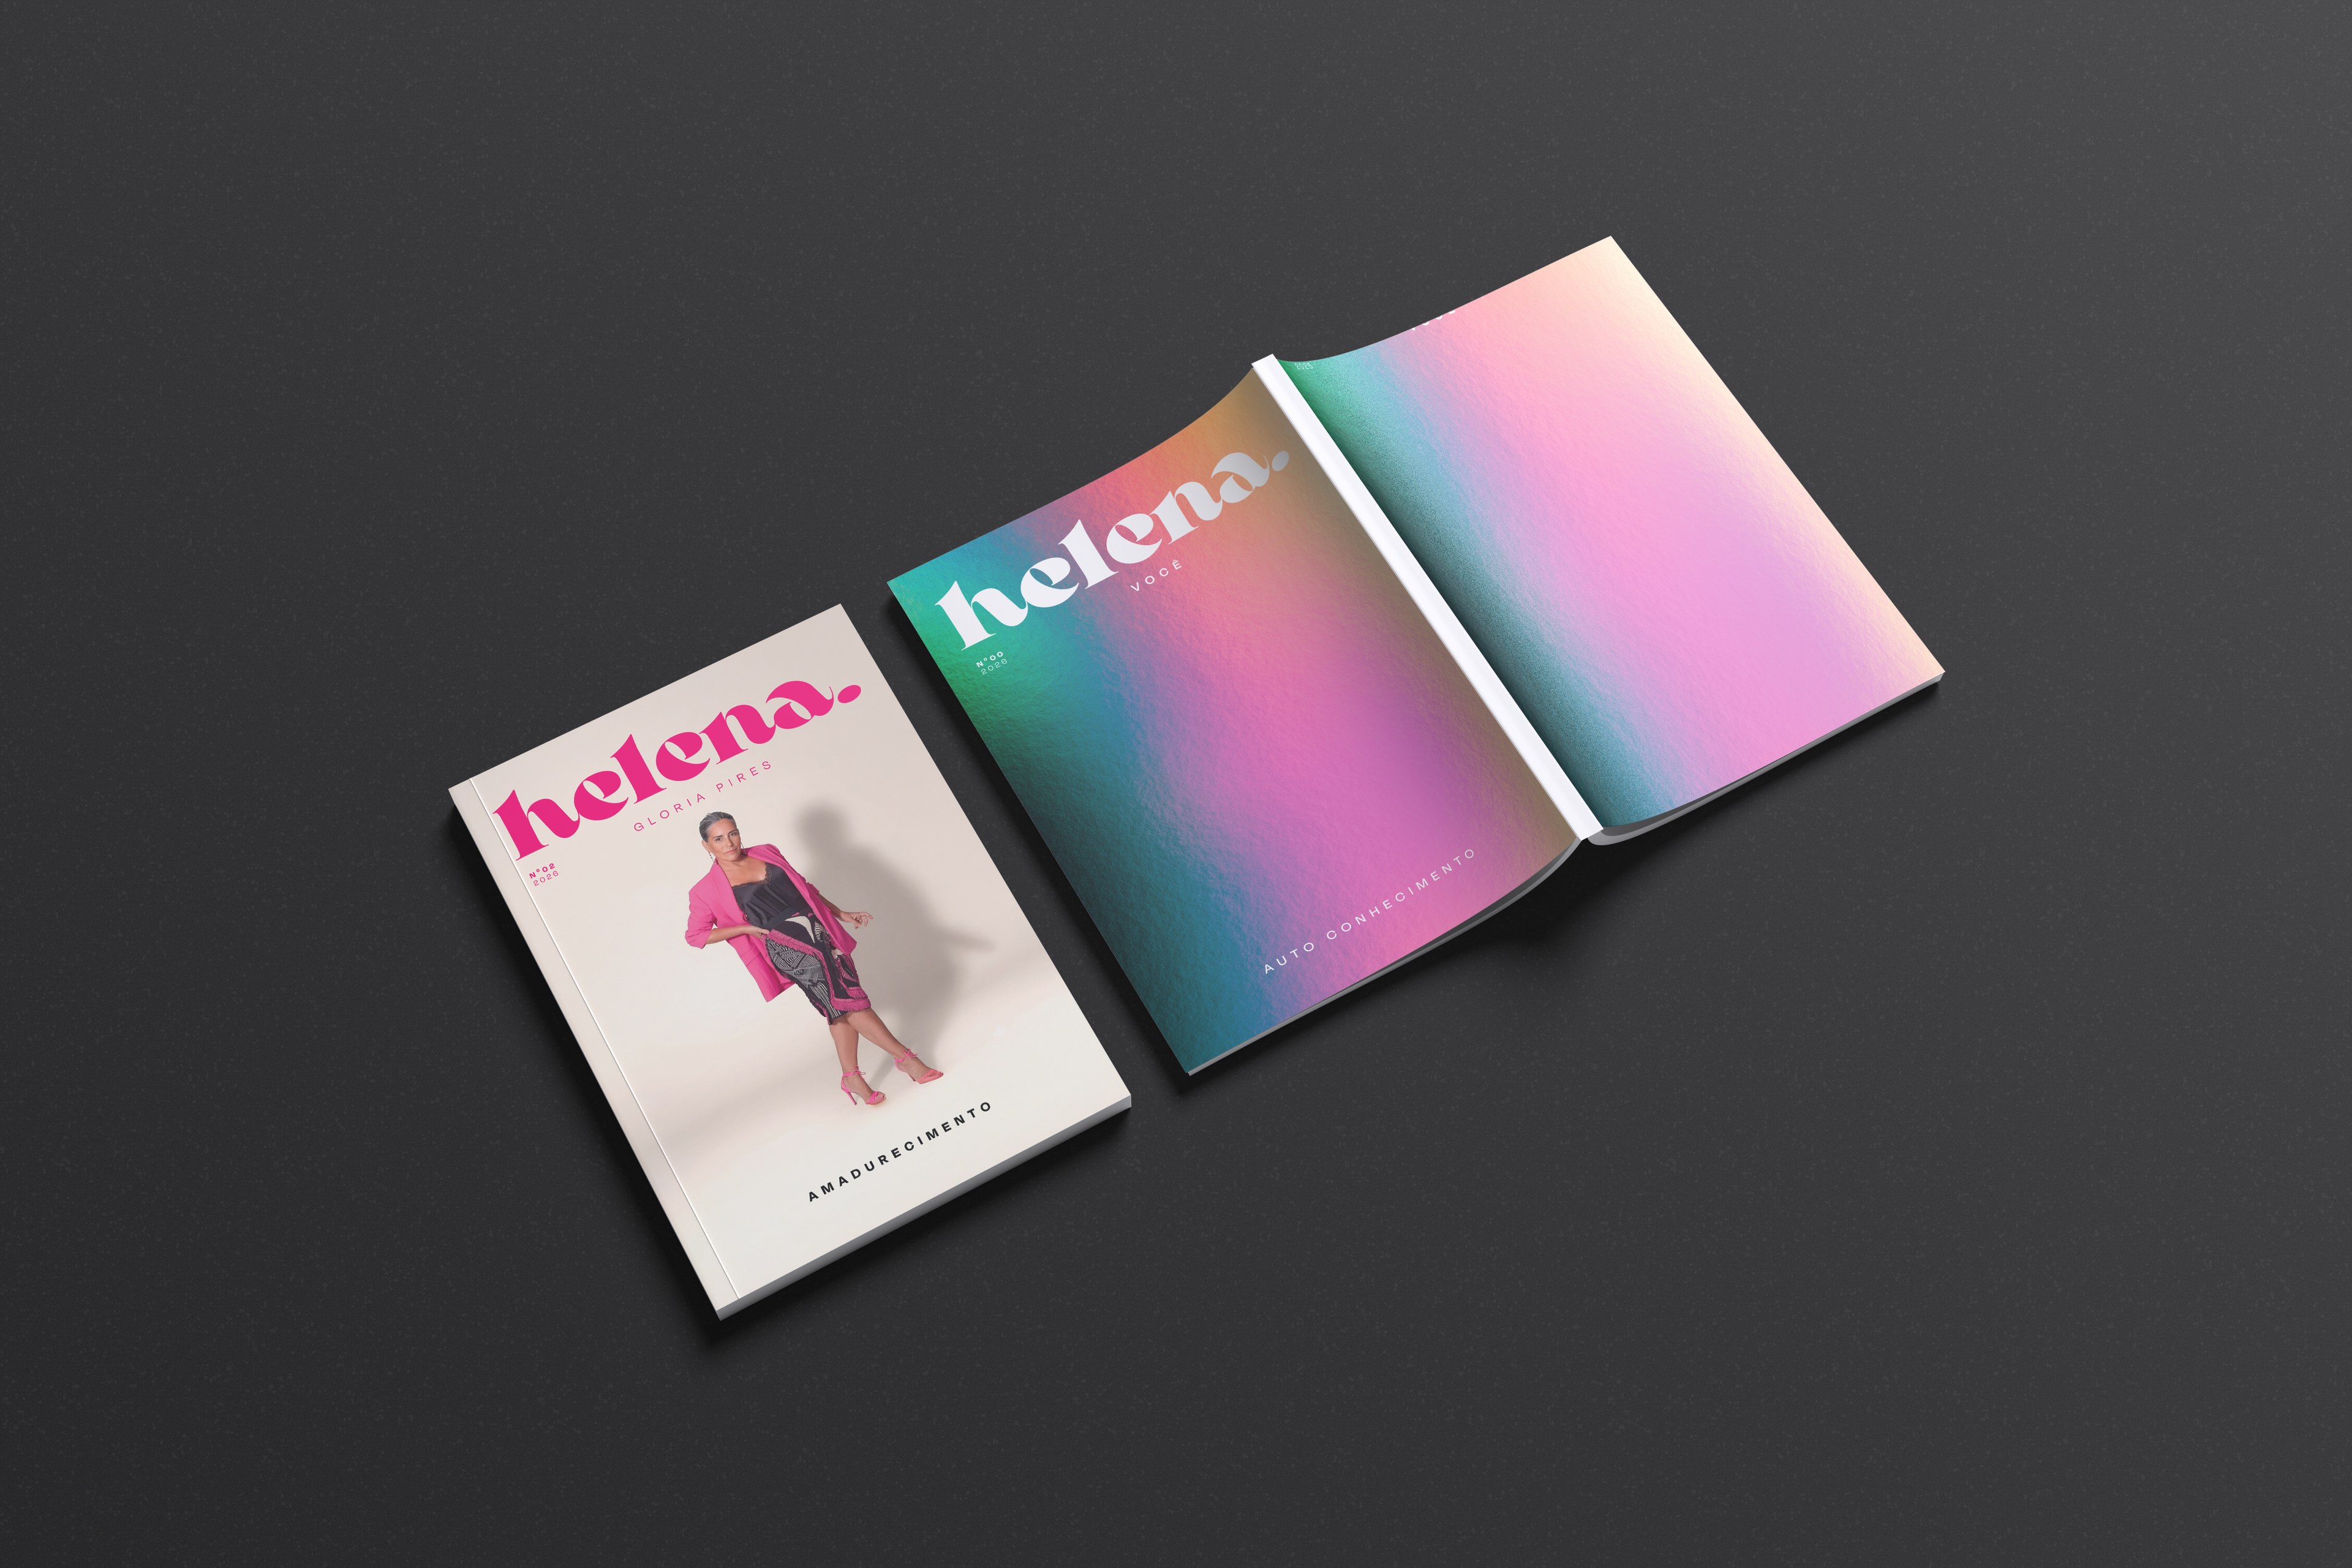 helena.
GLORIA PIRES
Nº02
2026
AMADURECIMENTO
helena.
VOCÊ
Nº00
2026
AUTO CONHECIMENTO